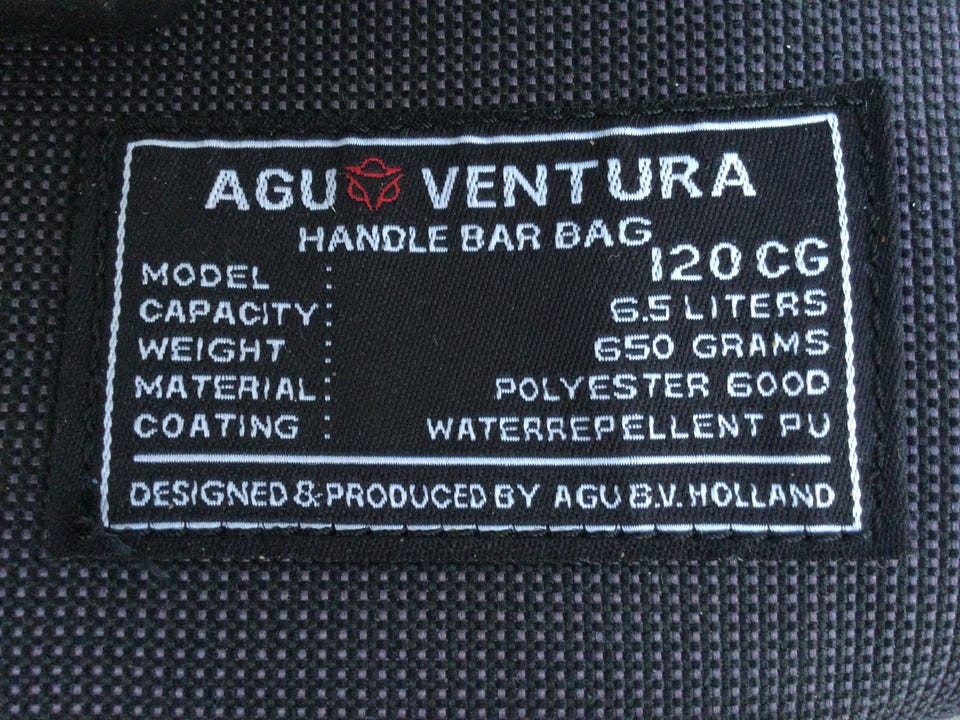 AGU VENTURA
HANDLE BAR BAG
MODEL : 120 CG
CAPACITY : 6.5 LITERS
WEIGHT : 650 GRAMS
MATERIAL : POLYESTER 600D
COATING : WATERREPELLENT PU
DESIGNED & PRODUCED BY AGU B.V. HOLLAND